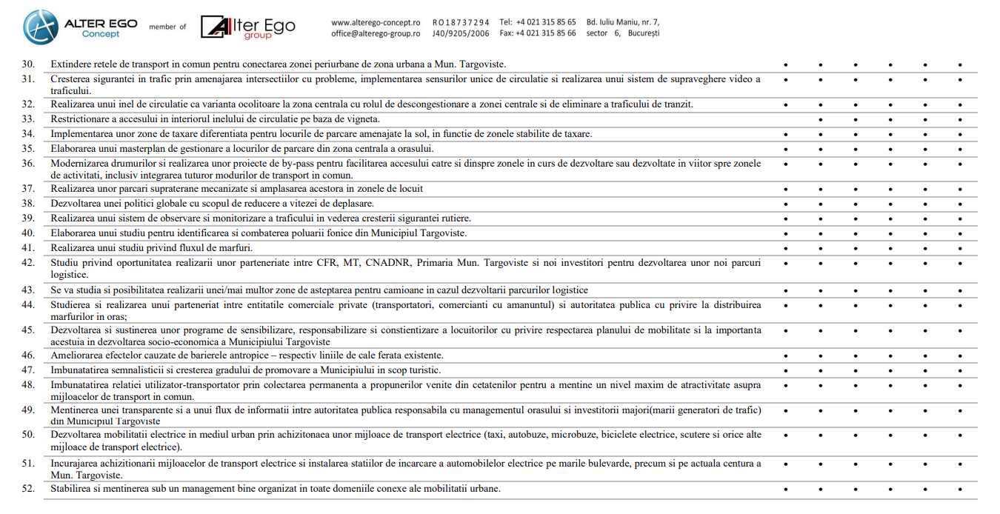 ALTER EGO
Concept
member of
Alter Ego
group
www.alterego-concept.ro RO18737294 Tel: +4 021 315 85 65 Bd. Iuliu Maniu, nr. 7,
office@alterego-group.ro J40/9205/2006 Fax: +4 021 315 85 66 sector 6, București
30. Extindere retele de transport in comun pentru conectarea zonei periurbane de zona urbana a Mun. Targoviste. • • • • • •
31. Cresterea sigurantei in trafic prin amenajarea intersectiilor cu probleme, implementarea sensurilor unice de circulatie si realizarea unui sistem de supraveghere video a • • • • • •
traficului.
32. Realizarea unui inel de circulatie ca varianta ocolitoare la zona centrala cu rolul de descongestionare a zonei centrale si de eliminare a traficului de tranzit. • • • • • •
33. Restrictionare a accesului in interiorul inelului de circulatie pe baza de vigneta. • • • • •
34. Implementarea unor zone de taxare diferentiata pentru locurile de parcare amenajate la sol, in functie de zonele stabilite de taxare. • • • • • •
35. Elaborarea unui masterplan de gestionare a locurilor de parcare din zona centrala a orasului. • • • • • •
36. Modernizarea drumurilor si realizarea unor proiecte de by-pass pentru facilitarea accesului catre si dinspre zonele in curs de dezvoltare sau dezvoltate in viitor spre zonele • • • • • •
de activitati, inclusiv integrarea tuturor modurilor de transport in comun.
37. Realizarea unor parcari supraterane mecanizate si amplasarea acestora in zonele de locuit • • • • • •
38. Dezvoltarea unei politici globale cu scopul de reducere a vitezei de deplasare. • • • • • •
39. Realizarea unui sistem de observare si monitorizare a traficului in vederea cresterii sigurantei rutiere. • • • • • •
40. Elaborarea unui studiu pentru identificarea si combaterea poluarii fonice din Municipiul Targoviste. • • • • • •
41. Realizarea unui studiu privind fluxul de marfuri. • • • • • •
42. Studiu privind oportunitatea realizarii unor parteneriate intre CFR, MT, CNADNR, Primaria Mun. Targoviste si noi investitori pentru dezvoltarea unor noi parcuri • • • • • •
logistice.
43. Se va studia si posibilitatea realizarii unei/mai multor zone de asteptarea pentru camioane in cazul dezvoltarii parcurilor logistice • • • • • •
44. Studierea si realizarea unui parteneriat intre entitatile comerciale private (transportatori, comercianti cu amanuntul) si autoritatea publica cu privire la distribuirea • • • • • •
marfurilor in oras;
45. Dezvoltarea si sustinerea unor programe de sensibilizare, responsabilizare si constientizare a locuitorilor cu privire respectarea planului de mobilitate si la importanta • • • • • •
acestuia in dezvoltarea socio-economica a Municipiului Targoviste
46. Ameliorarea efectelor cauzate de barierele antropice – respectiv liniile de cale ferata existente. • • • • • •
47. Imbunatatirea semnalisticii si cresterea gradului de promovare a Municipiului in scop turistic. • • • • • •
48. Imbunatatirea relatiei utilizator-transportator prin colectarea permanenta a propunerilor venite din cetatenilor pentru a mentine un nivel maxim de atractivitate asupra • • • • • •
mijloacelor de transport in comun.
49. Mentinerea unei transparente si a unui flux de informatii intre autoritatea publica responsabila cu managementul orasului si investitorii majori(marii generatori de trafic) • • • • • •
din Municipiul Targoviste
50. Dezvoltarea mobilitatii electrice in mediul urban prin achizitonaea unor mijloace de transport electrice (taxi, autobuze, microbuze, biciclete electrice, scutere si orice alte • • • • • •
mijloace de transport electrice).
51. Incurajarea achizitionarii mijloacelor de transport electrice si instalarea statiilor de incarcare a automobilelor electrice pe marile bulevarde, precum si pe actuala centura a • • • • • •
Mun. Targoviste.
52. Stabilirea si mentinerea sub un management bine organizat in toate domeniile conexe ale mobilitatii urbane. • • • • • •